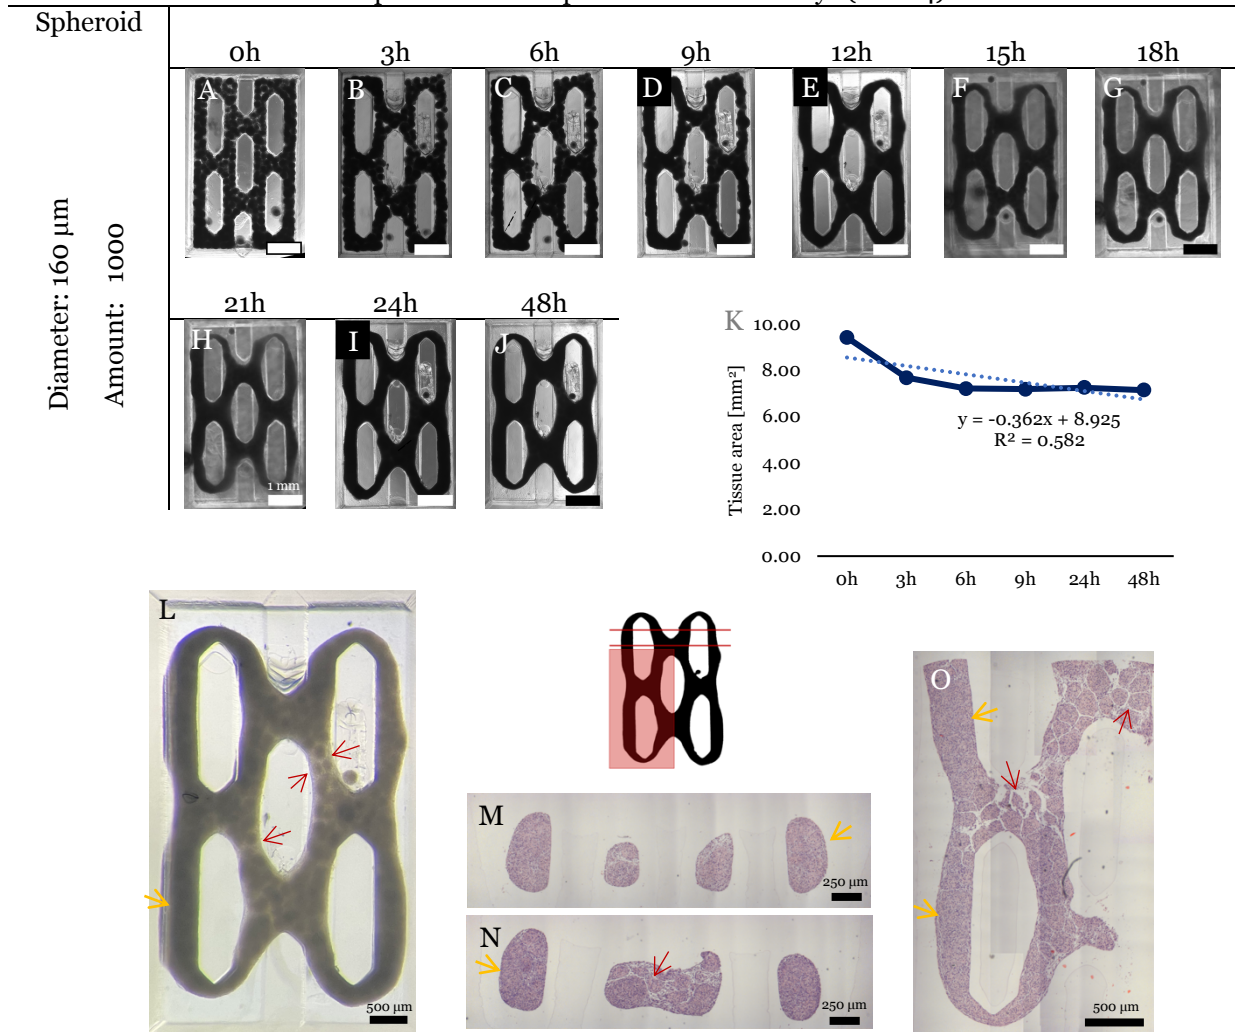 Spheroid
0h 3h 6h 9h 12h 15h 18h
A B C D E F G
Diameter: 160 µm
Amount: 1000
21h 24h 48h
H I J
1 mm
K
10.00
8.00
6.00
4.00
2.00
0.00
Tissue area [mm²]
y = -0.362x + 8.925
R² = 0.582
0h 3h 6h 9h 24h 48h
L
500 µm
M
250 µm
N
250 µm
O
500 µm